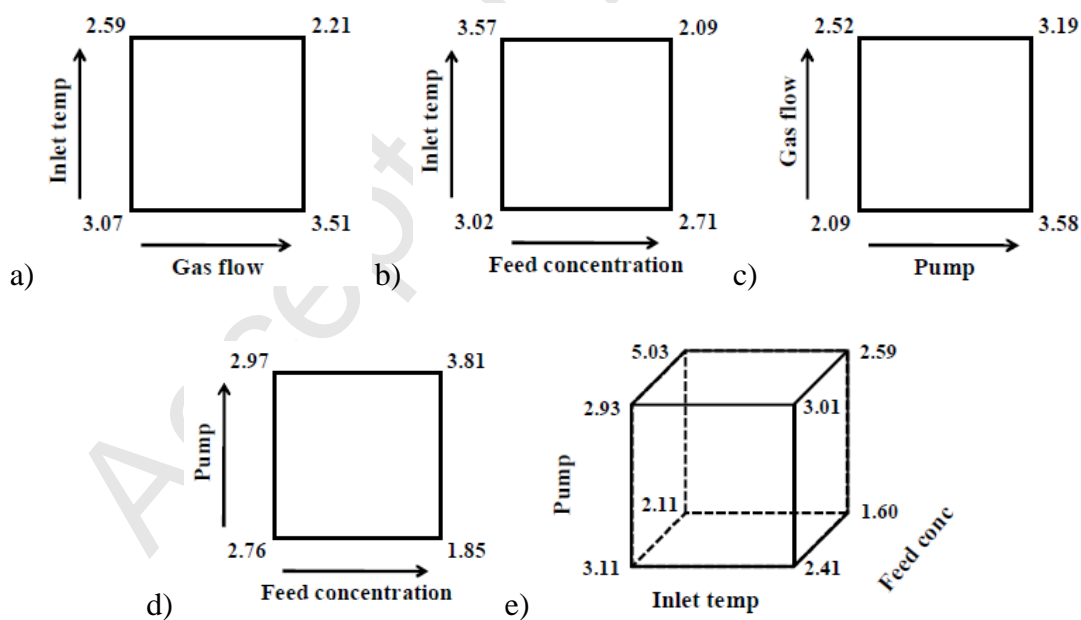 2.59 2.21
Inlet temp
3.07 3.51
Gas flow
a)
3.57 2.09
Inlet temp
3.02 2.71
Feed concentration
b)
2.52 3.19
Gas flow
2.09 3.58
Pump
c)
2.97 3.81
Pump
2.76 1.85
Feed concentration
d)
5.03 2.59
2.93 3.01
Pump
2.11 1.60
3.11 2.41
Feed conc
Inlet temp
e)